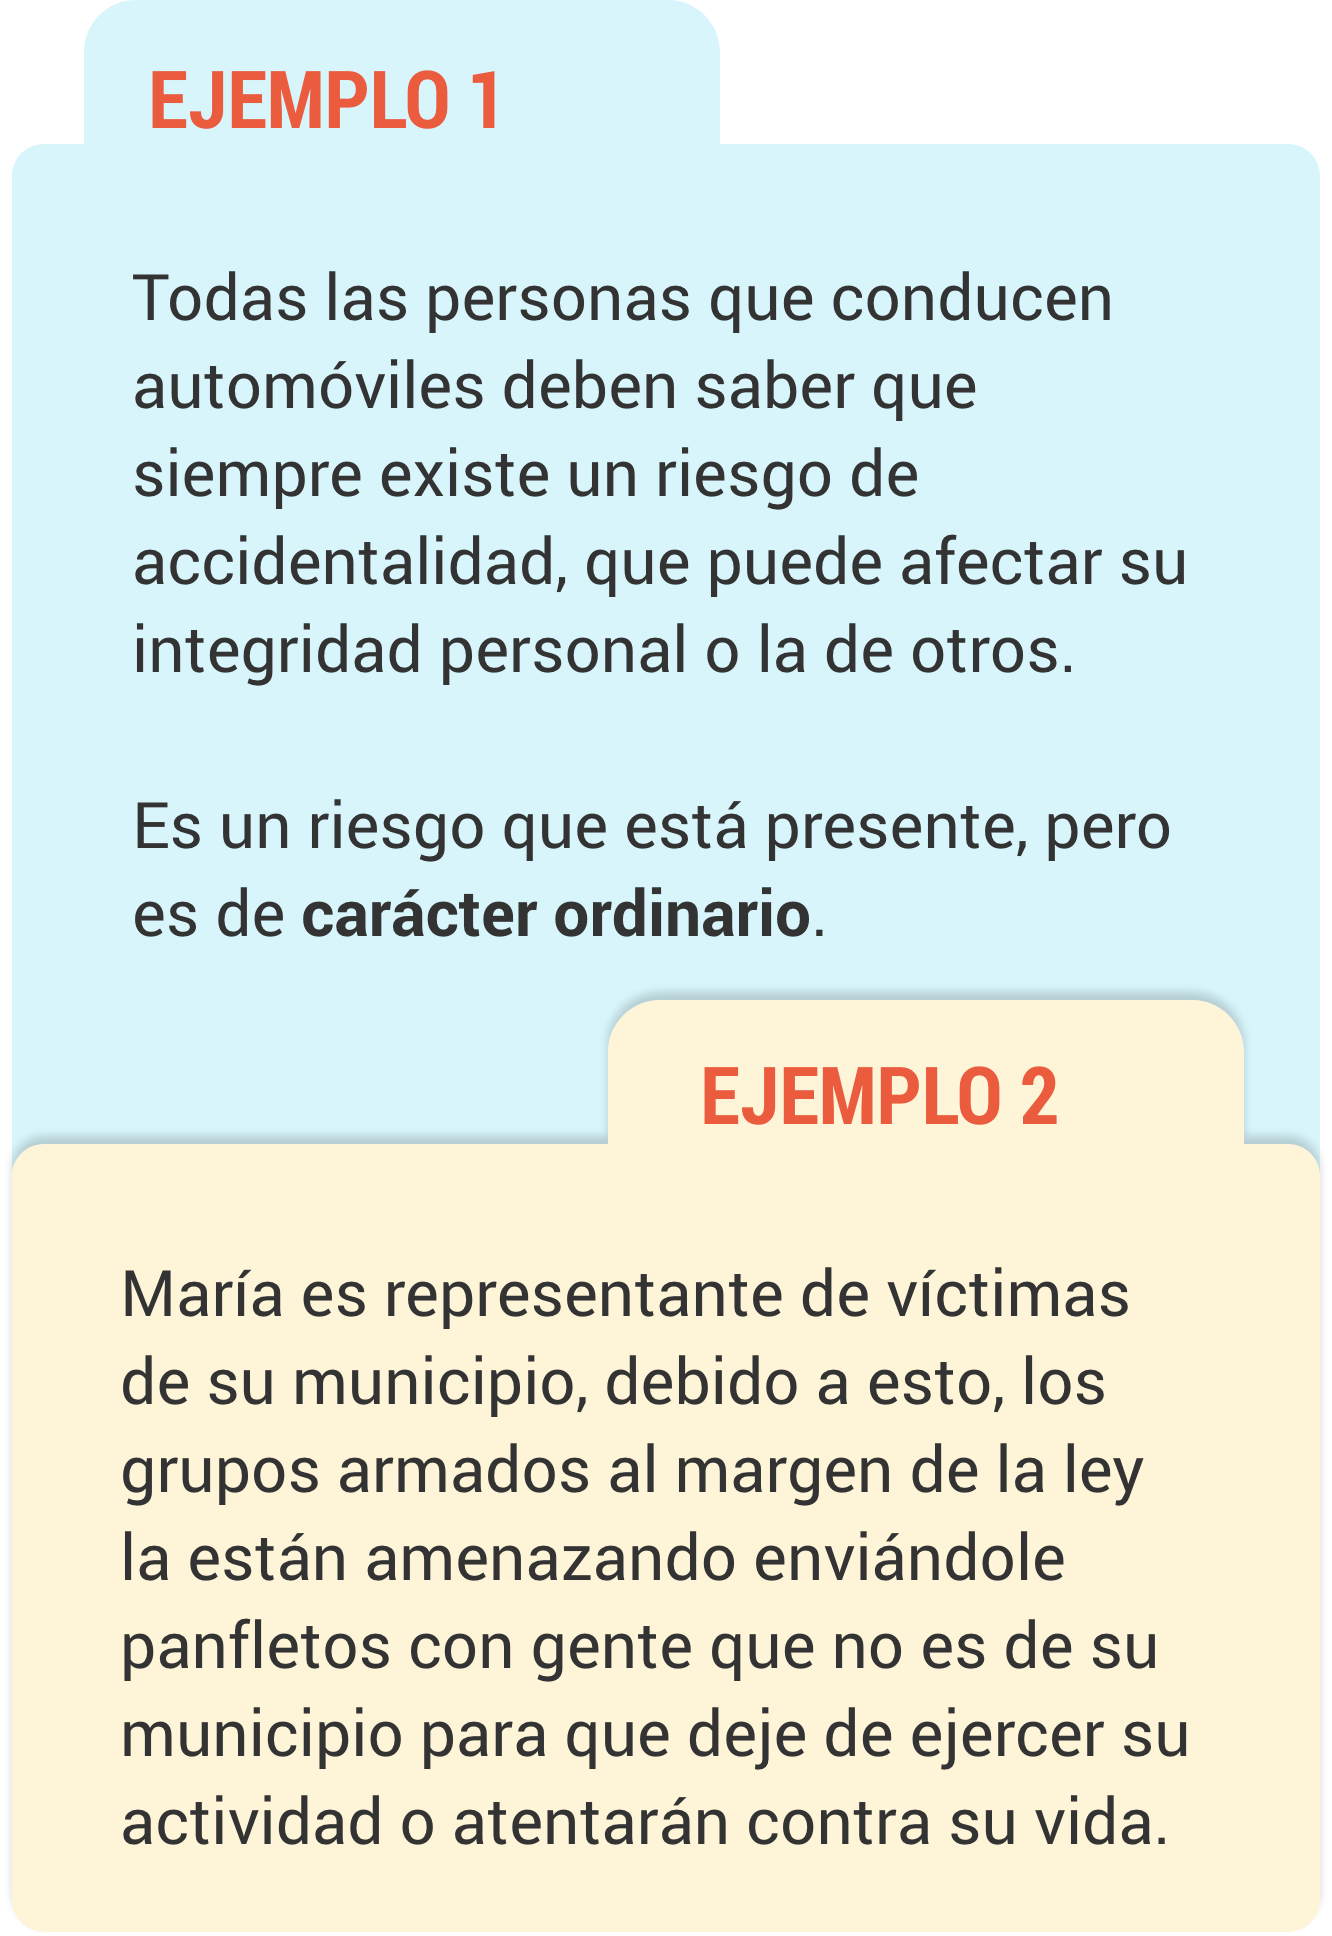 EJEMPLO 1
Todas las personas que conducen
automóviles deben saber que
siempre existe un riesgo de
accidentalidad, que puede afectar su
integridad personal o la de otros.
Es un riesgo que está presente, pero
es de carácter ordinario.
EJEMPLO 2
María es representante de víctimas
de su municipio, debido a esto, los
grupos armados al margen de la ley
la están amenazando enviándole
panfletos con gente que no es de su
municipio para que deje de ejercer su
actividad o atentarán contra su vida.